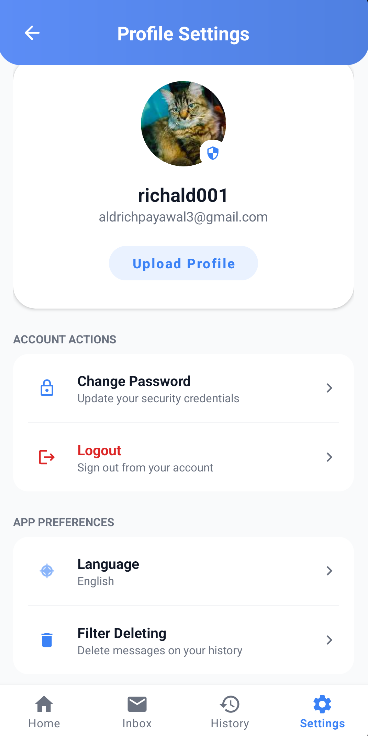 Profile Settings
richald001
aldrichpayawal3@gmail.com
Upload Profile
ACCOUNT ACTIONS
Change Password
Update your security credentials
Logout
Sign out from your account
APP PREFERENCES
Language
English
Filter Deleting
Delete messages on your history
Home
Inbox
History
Settings